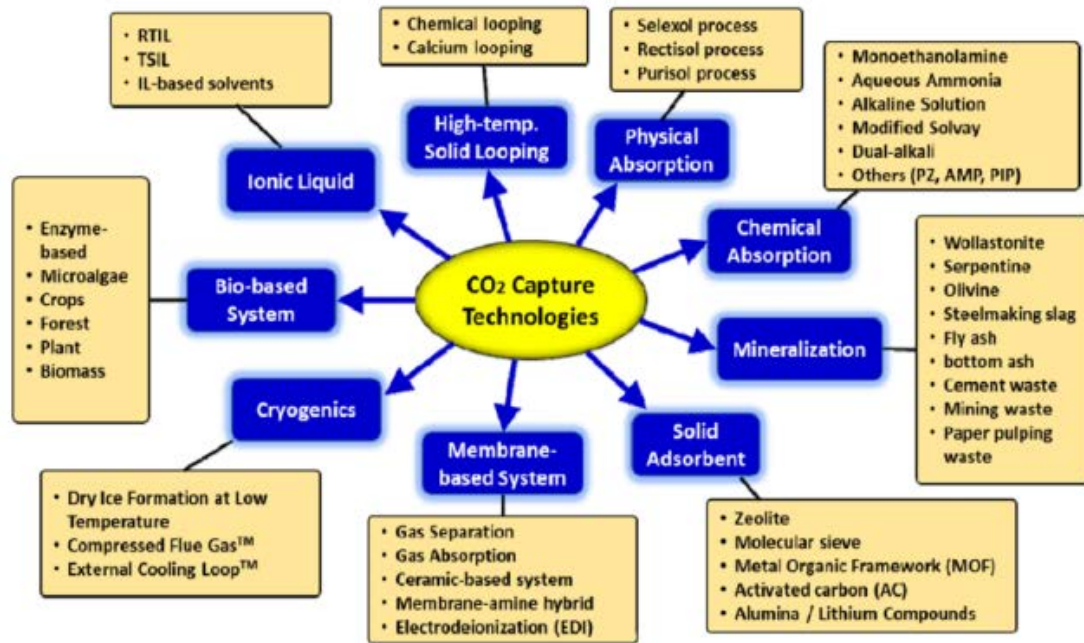 • RTIL
• TSIL
• IL-based solvents
• Chemical looping
• Calcium looping
• Selexol process
• Rectisol process
• Purisol process
• Monoethanolamine
• Aqueous Ammonia
• Alkaline Solution
• Modified Solvay
• Dual-alkali
• Others (PZ, AMP, PIP)
High-temp.
Solid Looping
Physical
Absorption
Ionic Liquid
Chemical
Absorption
• Enzyme-
based
• Microalgae
• Crops
• Forest
• Plant
• Biomass
Bio-based
System
CO2 Capture
Technologies
Mineralization
• Wollastonite
• Serpentine
• Olivine
• Steelmaking slag
• Fly ash
• bottom ash
• Cement waste
• Mining waste
• Paper pulping
waste
Cryogenics
Membrane-
based System
Solid
Adsorbent
• Dry Ice Formation at Low
Temperature
• Compressed Flue Gas™
• External Cooling Loop™
• Gas Separation
• Gas Absorption
• Ceramic-based system
• Membrane-amine hybrid
• Electrodeionization (EDI)
• Zeolite
• Molecular sieve
• Metal Organic Framework (MOF)
• Activated carbon (AC)
• Alumina / Lithium Compounds